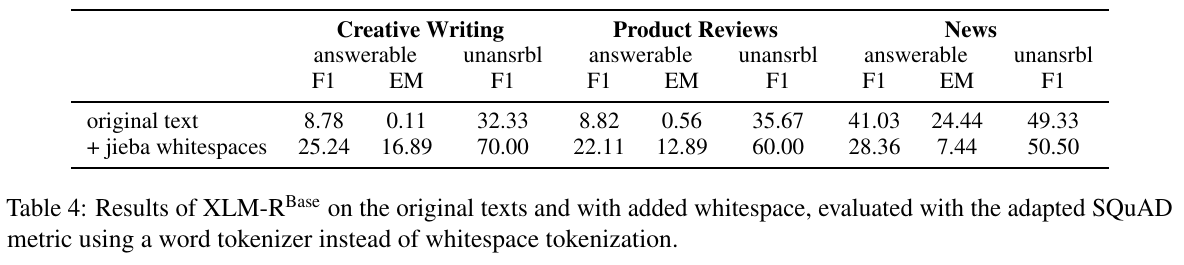 Creative Writing Product Reviews News
answerable unansrbl answerable unansrbl answerable unansrbl
F1 EM F1 F1 EM F1 F1 EM F1
original text 8.78 0.11 32.33 8.82 0.56 35.67 41.03 24.44 49.33
+ jieba whitespaces 25.24 16.89 70.00 22.11 12.89 60.00 28.36 7.44 50.50
Table 4: Results of XLM-RBase on the original texts and with added whitespace, evaluated with the adapted SQuAD
metric using a word tokenizer instead of whitespace tokenization.